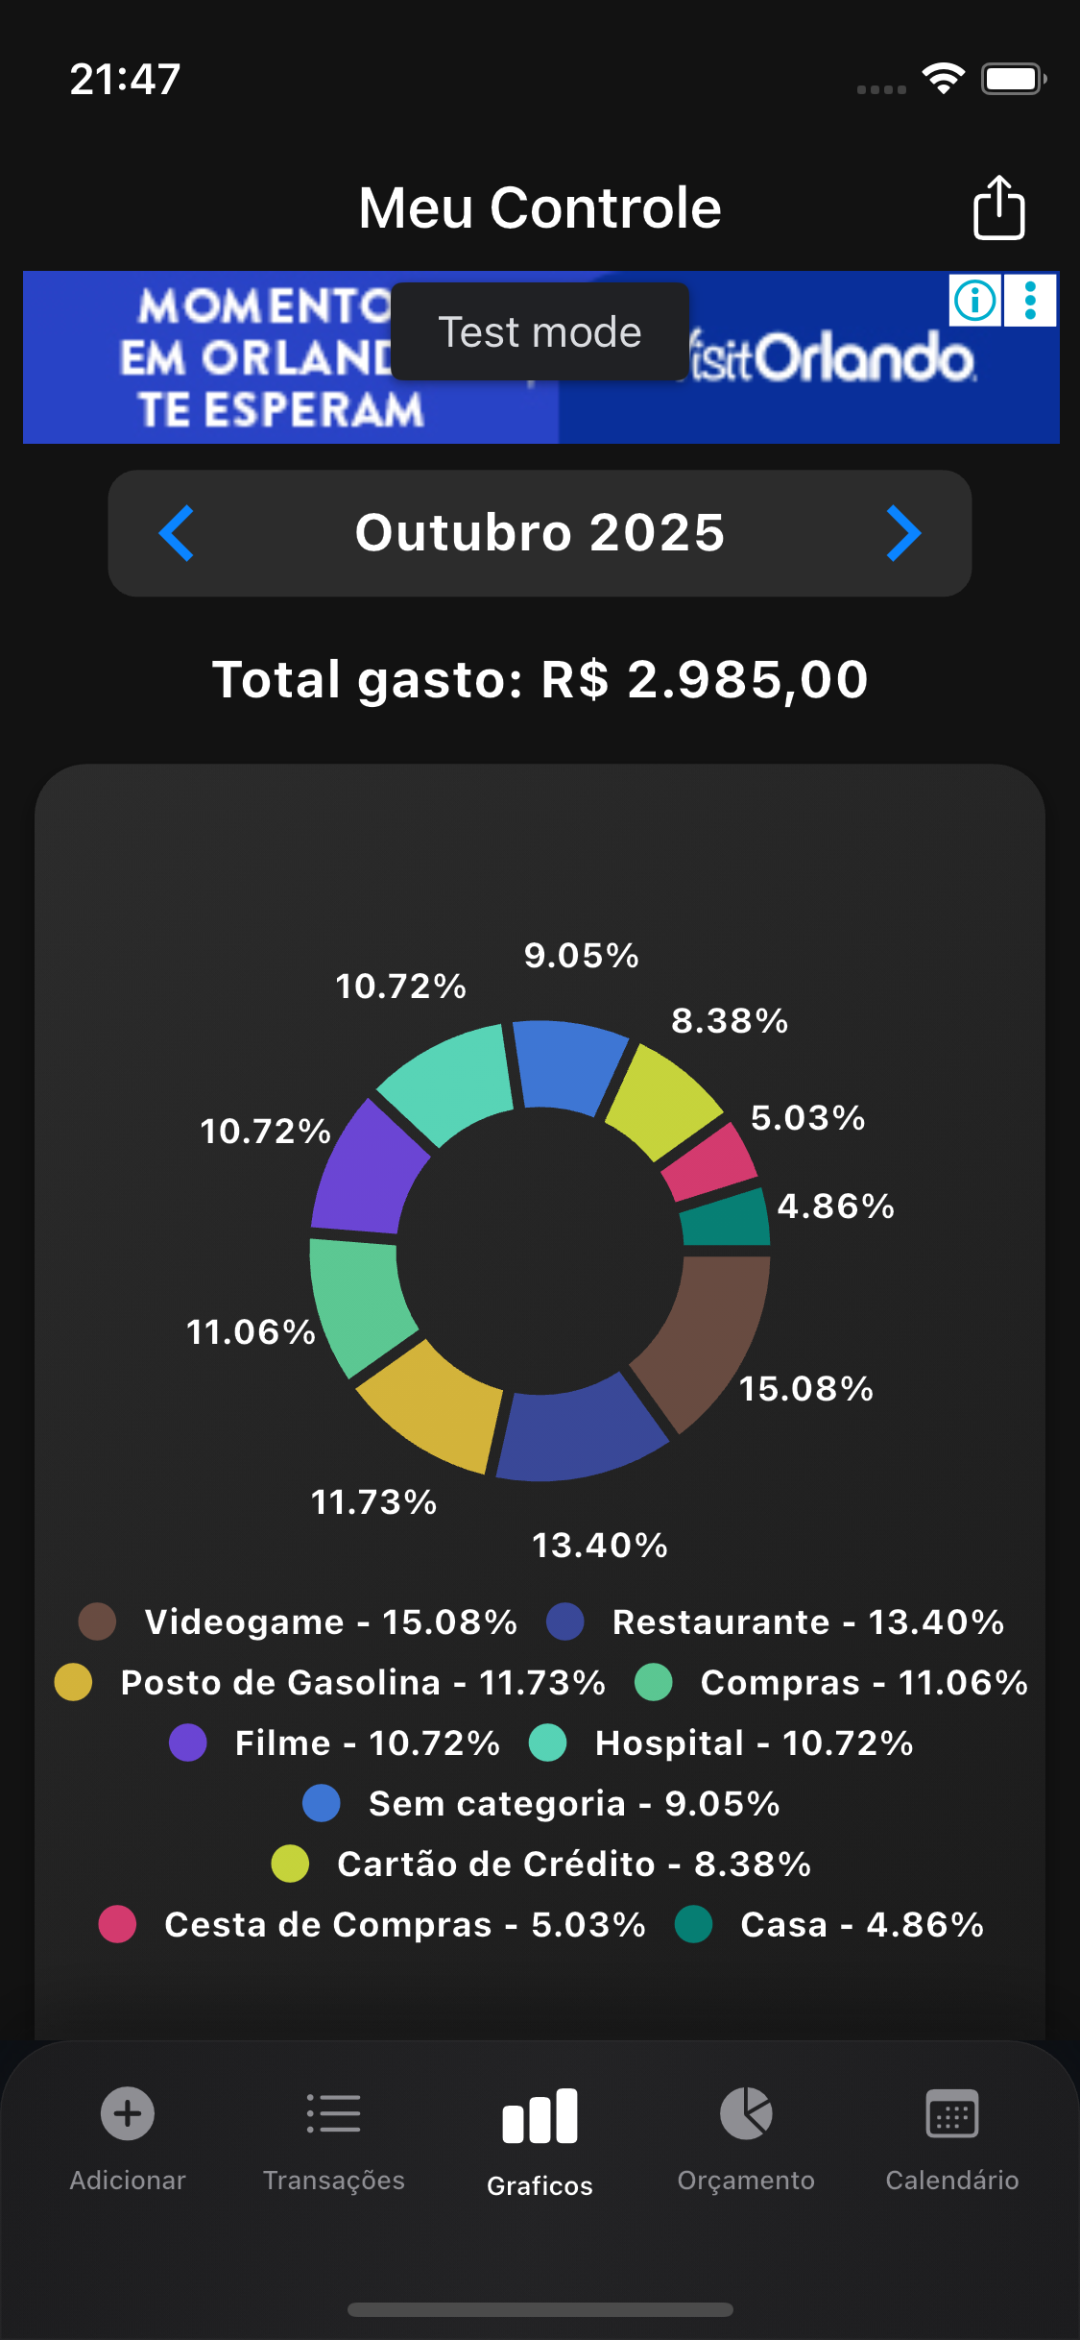 21:47
Meu Controle
MOMENTO
EM ORLAND
TE ESPERAM
Test mode
isitOrlando
Outubro 2025
Total gasto: R$ 2.985,00
9.05%
10.72%
8.38%
5.03%
10.72%
4.86%
11.06%
15.08%
11.73%
13.40%
Videogame - 15.08% Restaurante - 13.40%
Posto de Gasolina - 11.73% Compras - 11.06%
Filme - 10.72% Hospital - 10.72%
Sem categoria - 9.05%
Cartão de Crédito - 8.38%
Cesta de Compras - 5.03% Casa - 4.86%
Adicionar Transações Graficos Orçamento Calendário